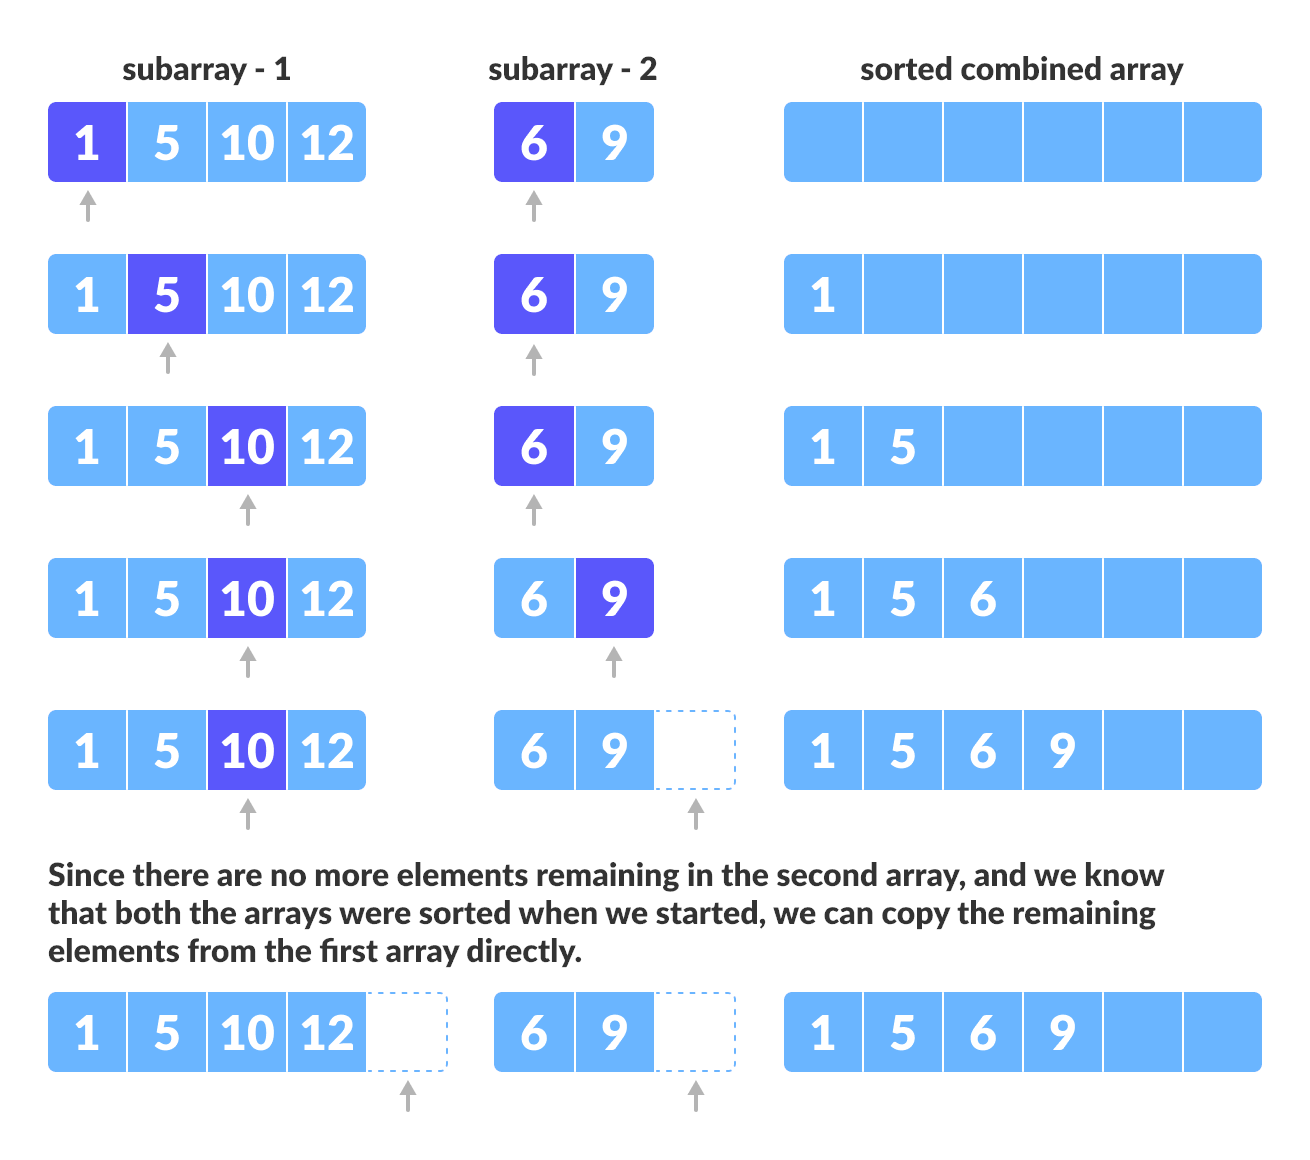 subarray - 1 subarray - 2 sorted combined array
1 5 10 12 6 9
1 5 10 12 6 9 1
1 5 10 12 6 9 1 5
1 5 10 12 6 9 1 5 6
1 5 10 12 6 9 1 5 6 9
Since there are no more elements remaining in the second array, and we know
that both the arrays were sorted when we started, we can copy the remaining
elements from the first array directly.
1 5 10 12 6 9 1 5 6 9